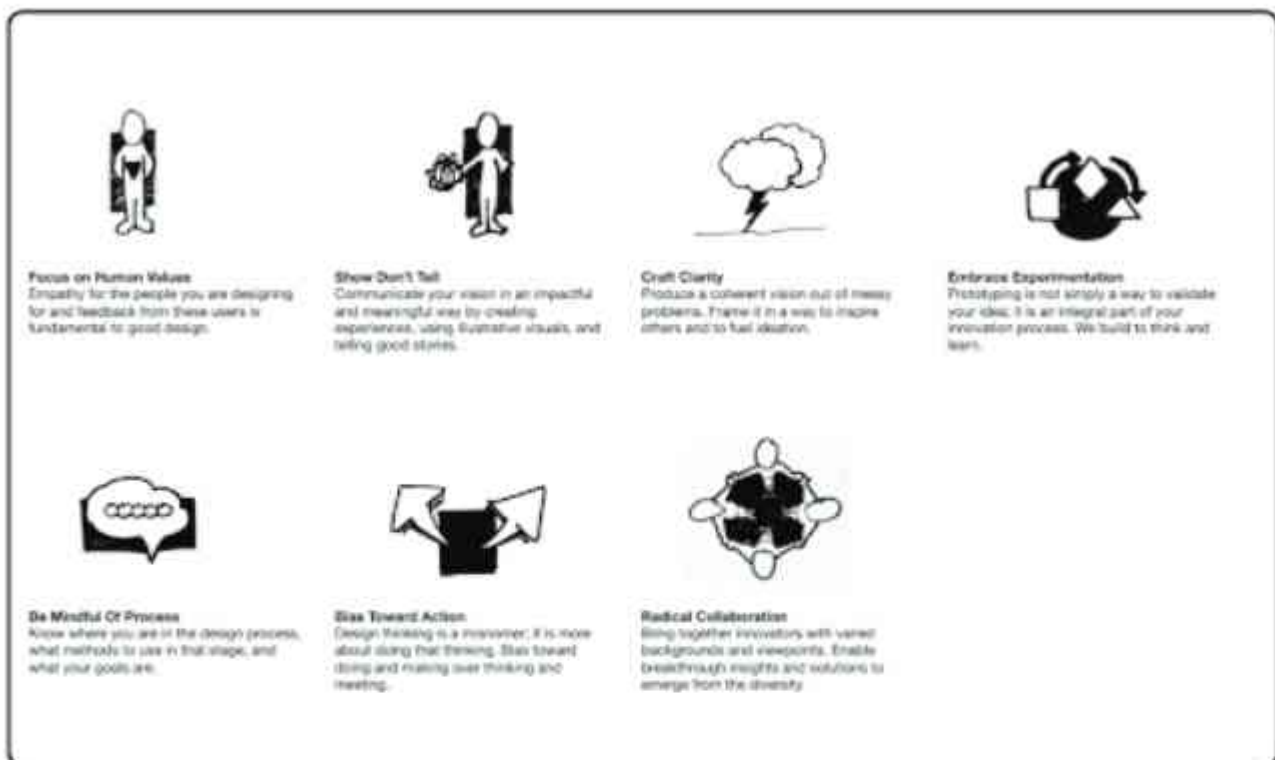 Focus on Human Values
Empathy for the people you are designing
for and feedback from these users is
fundamental to good design.
Show Don't Tell
Communicate your vision in an impactful
and meaningful way by creating
experiences, using illustrative visuals, and
telling good stories.
Craft Clarity
Produce a coherent vision out of messy
problems. Frame it in a way to inspire
others and to fuel ideation.
Embrace Experimentation
Prototyping is not simply a way to validate
your idea; it is an integral part of your
innovation process. We build to think and
learn.
Be Mindful Of Process
Know where you are in the design process,
what methods to use in that stage, and
what your goals are.
Bias Toward Action
Design thinking is a misnomer; it is more
about doing that thinking. Bias toward
doing and making over thinking and
meeting.
Radical Collaboration
Bring together innovators with varied
backgrounds and viewpoints. Enable
breakthrough insights and solutions to
emerge from the diversity.